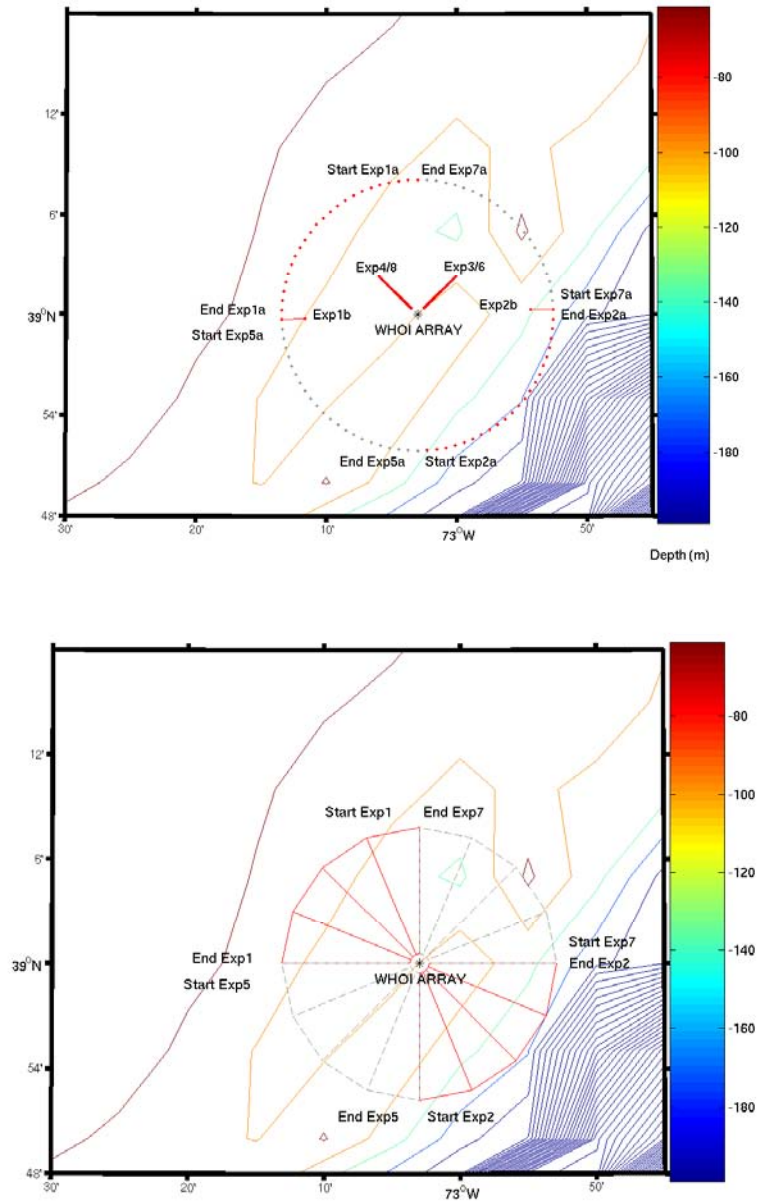 -80
-100
-120
-140
-160
-180
Depth (m)
12'
6'
39°N
54'
48'
30'
20'
10'
73°W
50'
Start Exp1a
End Exp7a
Exp4/8
Exp3/6
End Exp1a
Exp1b
Start Exp5a
WHOI ARRAY
Exp2b
Start Exp7a
End Exp2a
End Exp5a
Start Exp2a
-80
-100
-120
-140
-160
-180
12'
6'
39°N
54'
48'
30'
20'
10'
73°W
50'
Start Exp1
End Exp7
End Exp1
Start Exp5
WHOI ARRAY
Start Exp7
End Exp2
End Exp5
Start Exp2